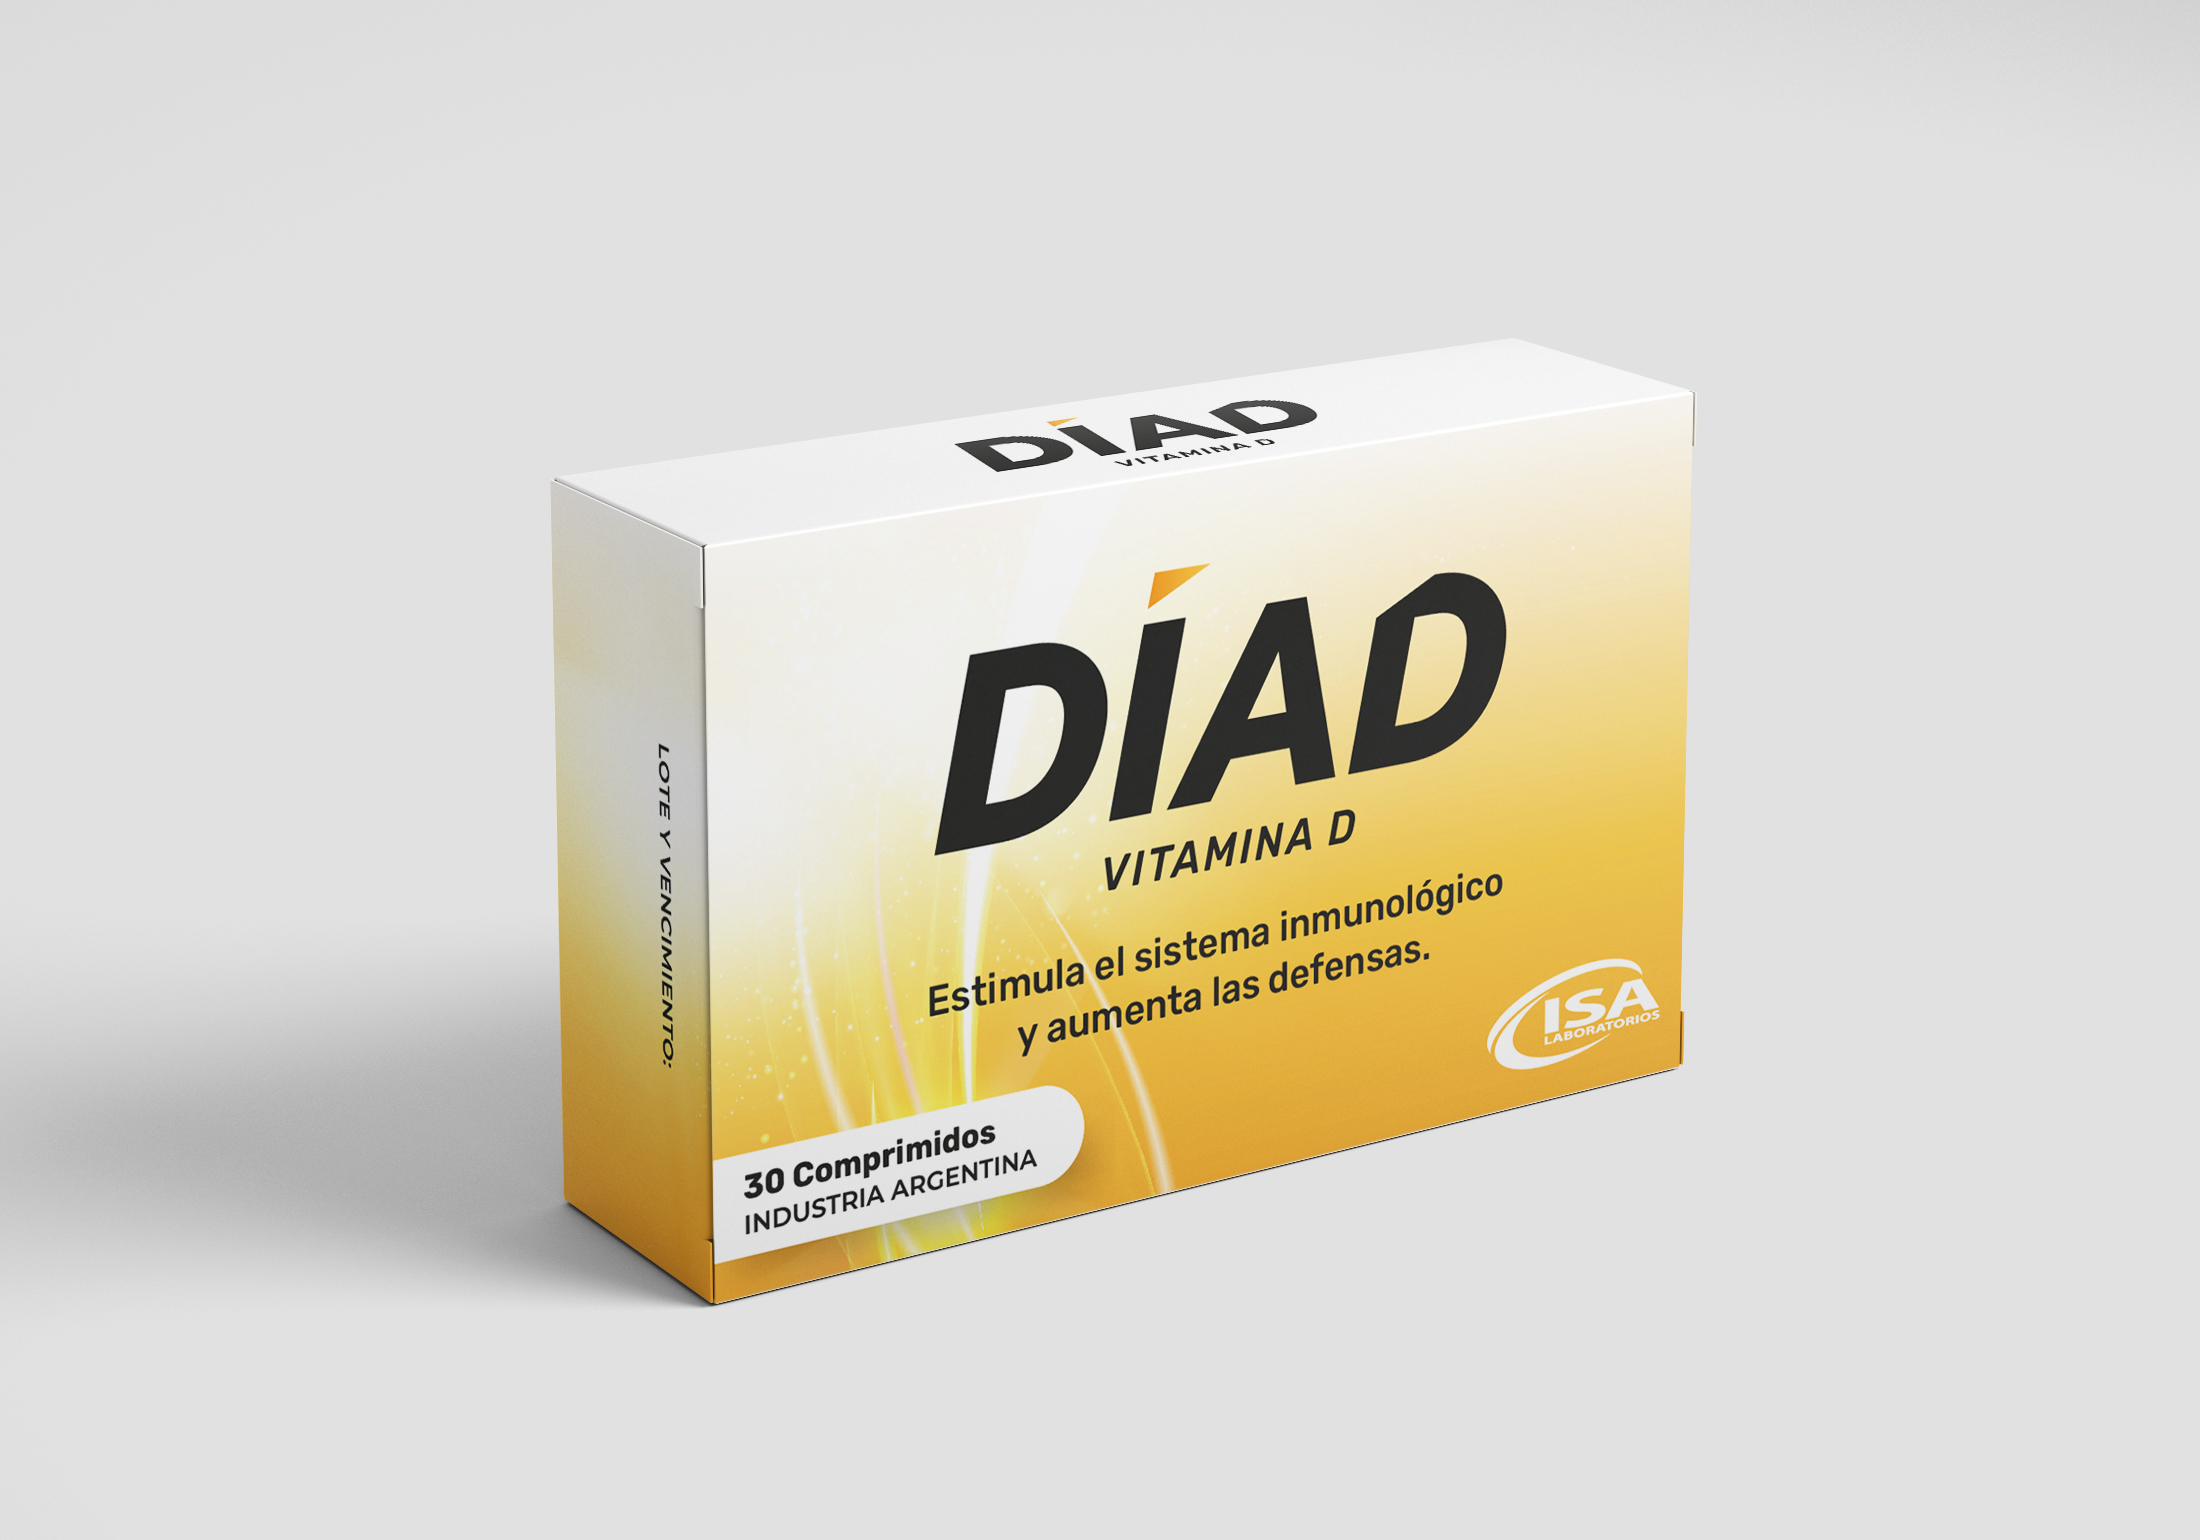 DÍAD
VITAMINA D
LOTE Y VENCIMIENTO:
DÍAD
VITAMINA D
Estimula el sistema inmunológico
y aumenta las defensas.
ISA
LABORATORIOS
30 Comprimidos
INDUSTRIA ARGENTINA